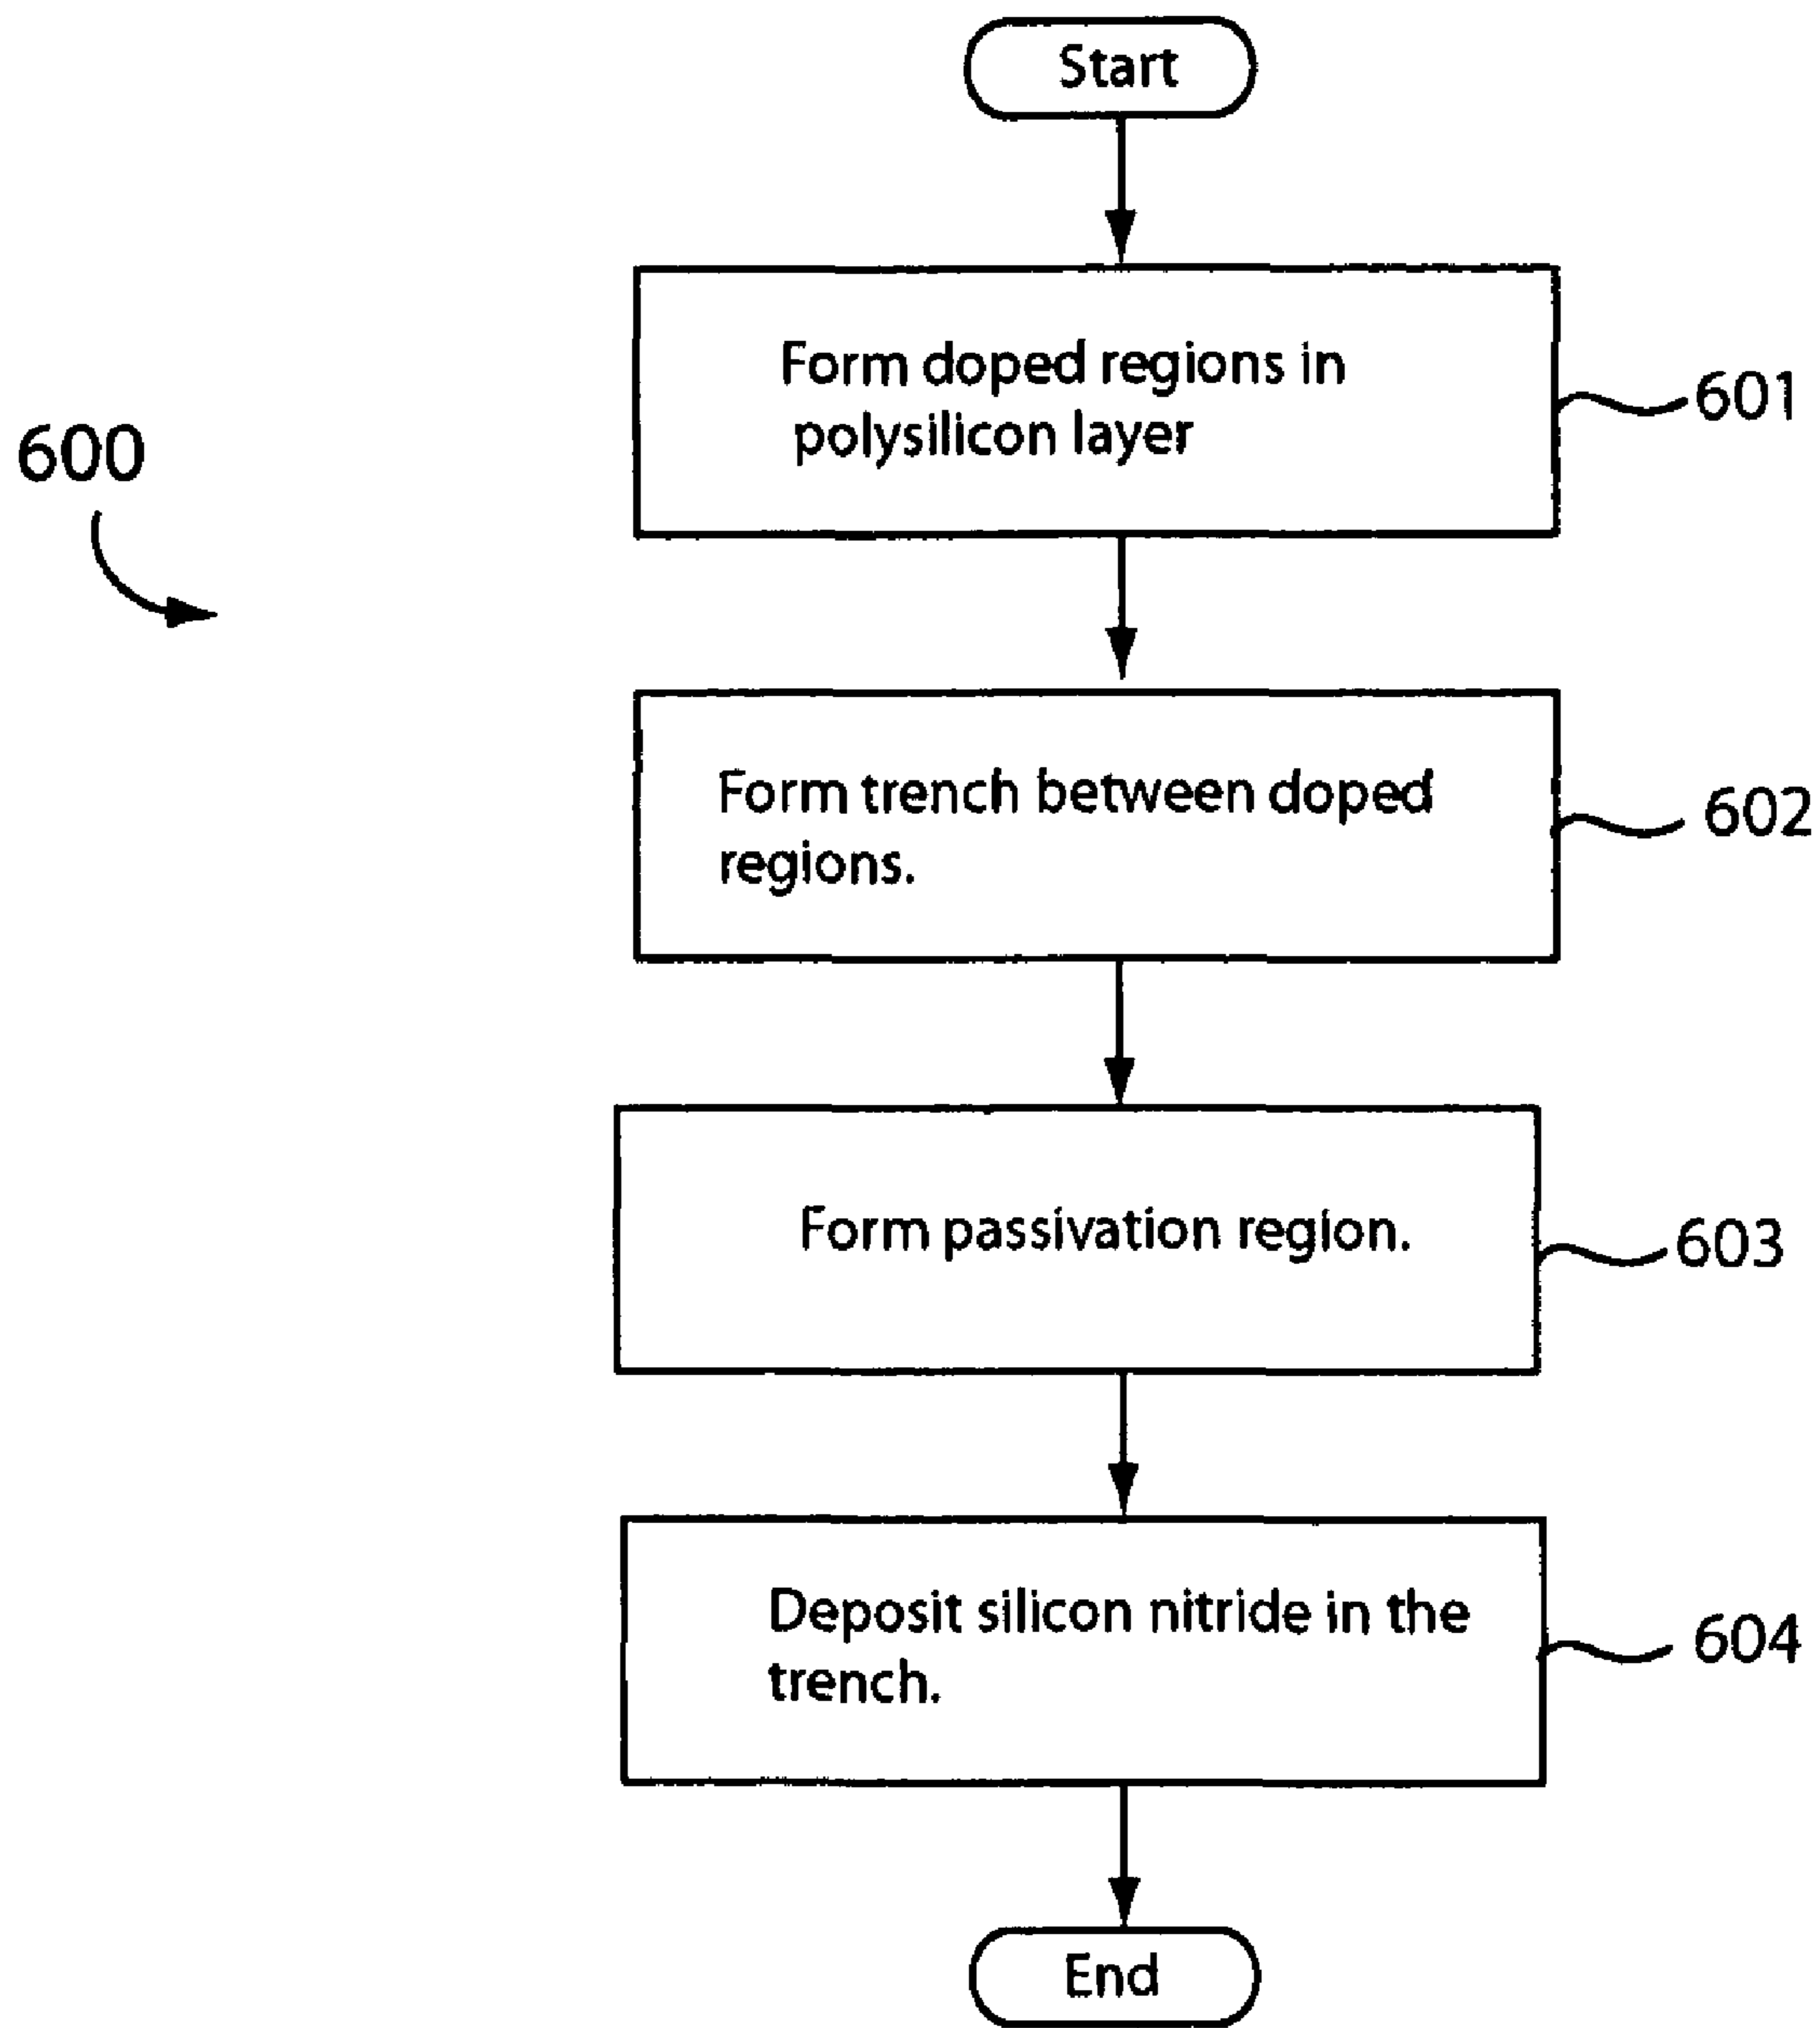 Start
Form doped regions in
polysilicon layer
601
600
Form trench between doped
regions.
602
Form passivation region.
603
Deposit silicon nitride in the
trench.
604
End